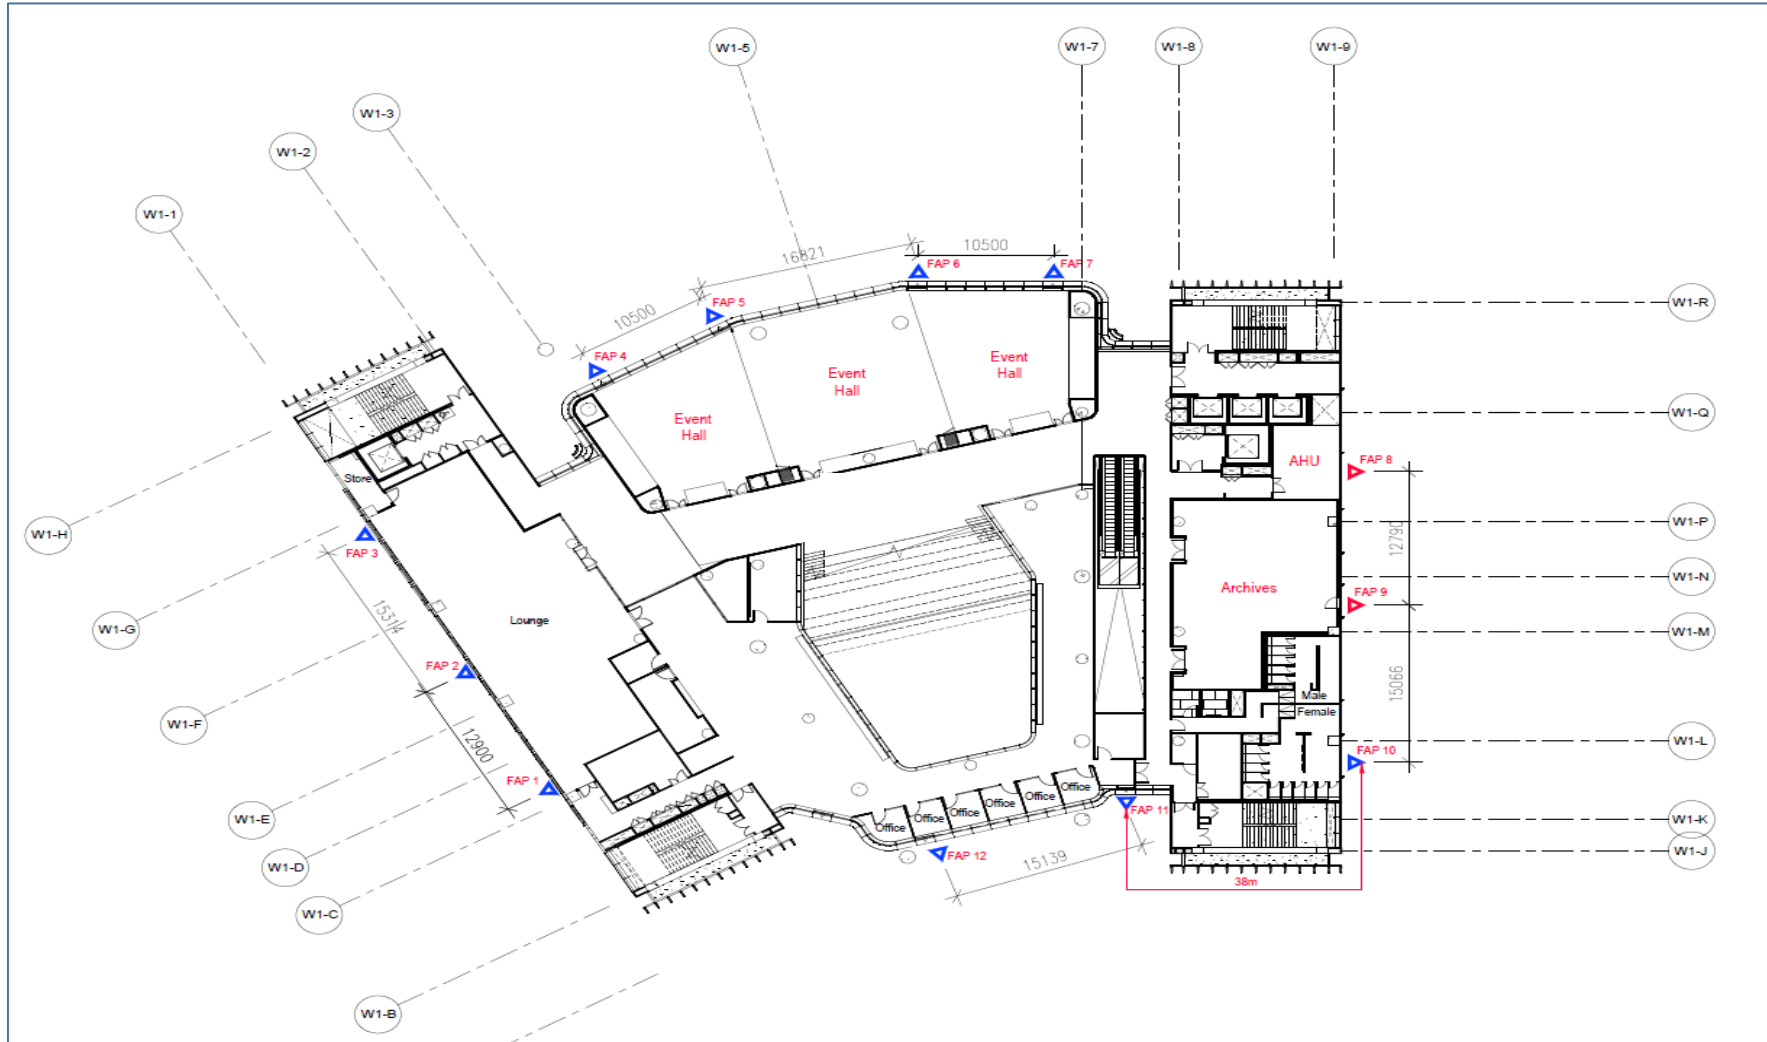 W1-5
W1-7
W1-8
W1-9
W1-3
W1-2
W1-1
16821
10500
FAP 6
FAP 7
10500
FAP 5
FAP 4
W1-R
Event
Hall
Event
Hall
Event
Hall
W1-Q
AHU
FAP 8
Store
W1-H
FAP 3
W1-P
12790
W1-N
Archives
FAP 9
15314
Lounge
W1-G
W1-M
FAP 2
15066
Male
Female
W1-F
12900
W1-L
FAP 10
FAP 1
Office
Office
Office
Office
Office
Office
FAP 11
W1-E
W1-K
FAP 12
15139
W1-J
W1-D
38m
W1-C
W1-B